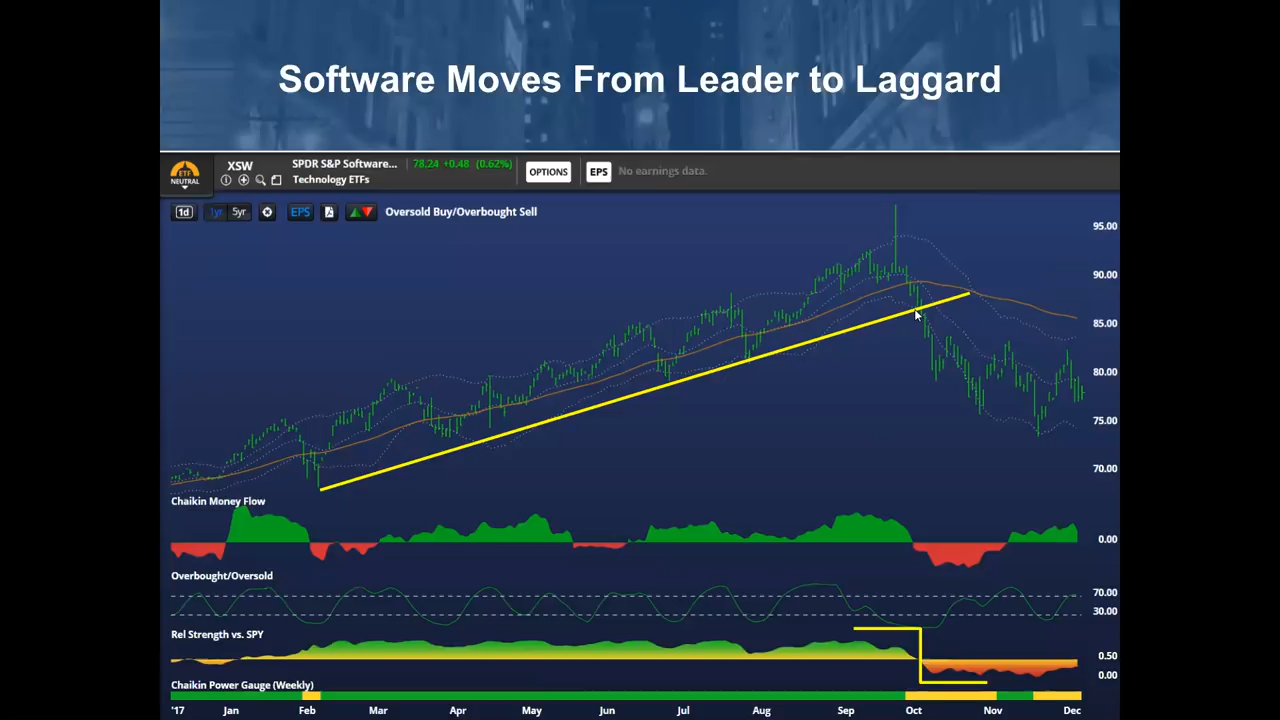 Software Moves From Leader to Laggard
ETF
NEUTRAL
XSW
SPDR S&P Software... 78.24 +0.48 (0.62%)
Technology ETFs
OPTIONS
EPS
No earnings data.
1d
1yr
5yr
EPS
Oversold Buy/Overbought Sell
95.00
90.00
85.00
80.00
75.00
70.00
Chaikin Money Flow
0.00
Overbought/Oversold
70.00
30.00
Rel Strength vs. SPY
0.50
0.00
Chaikin Power Gauge (Weekly)
'17 Jan Feb Mar Apr May Jun Jul Aug Sep Oct Nov Dec